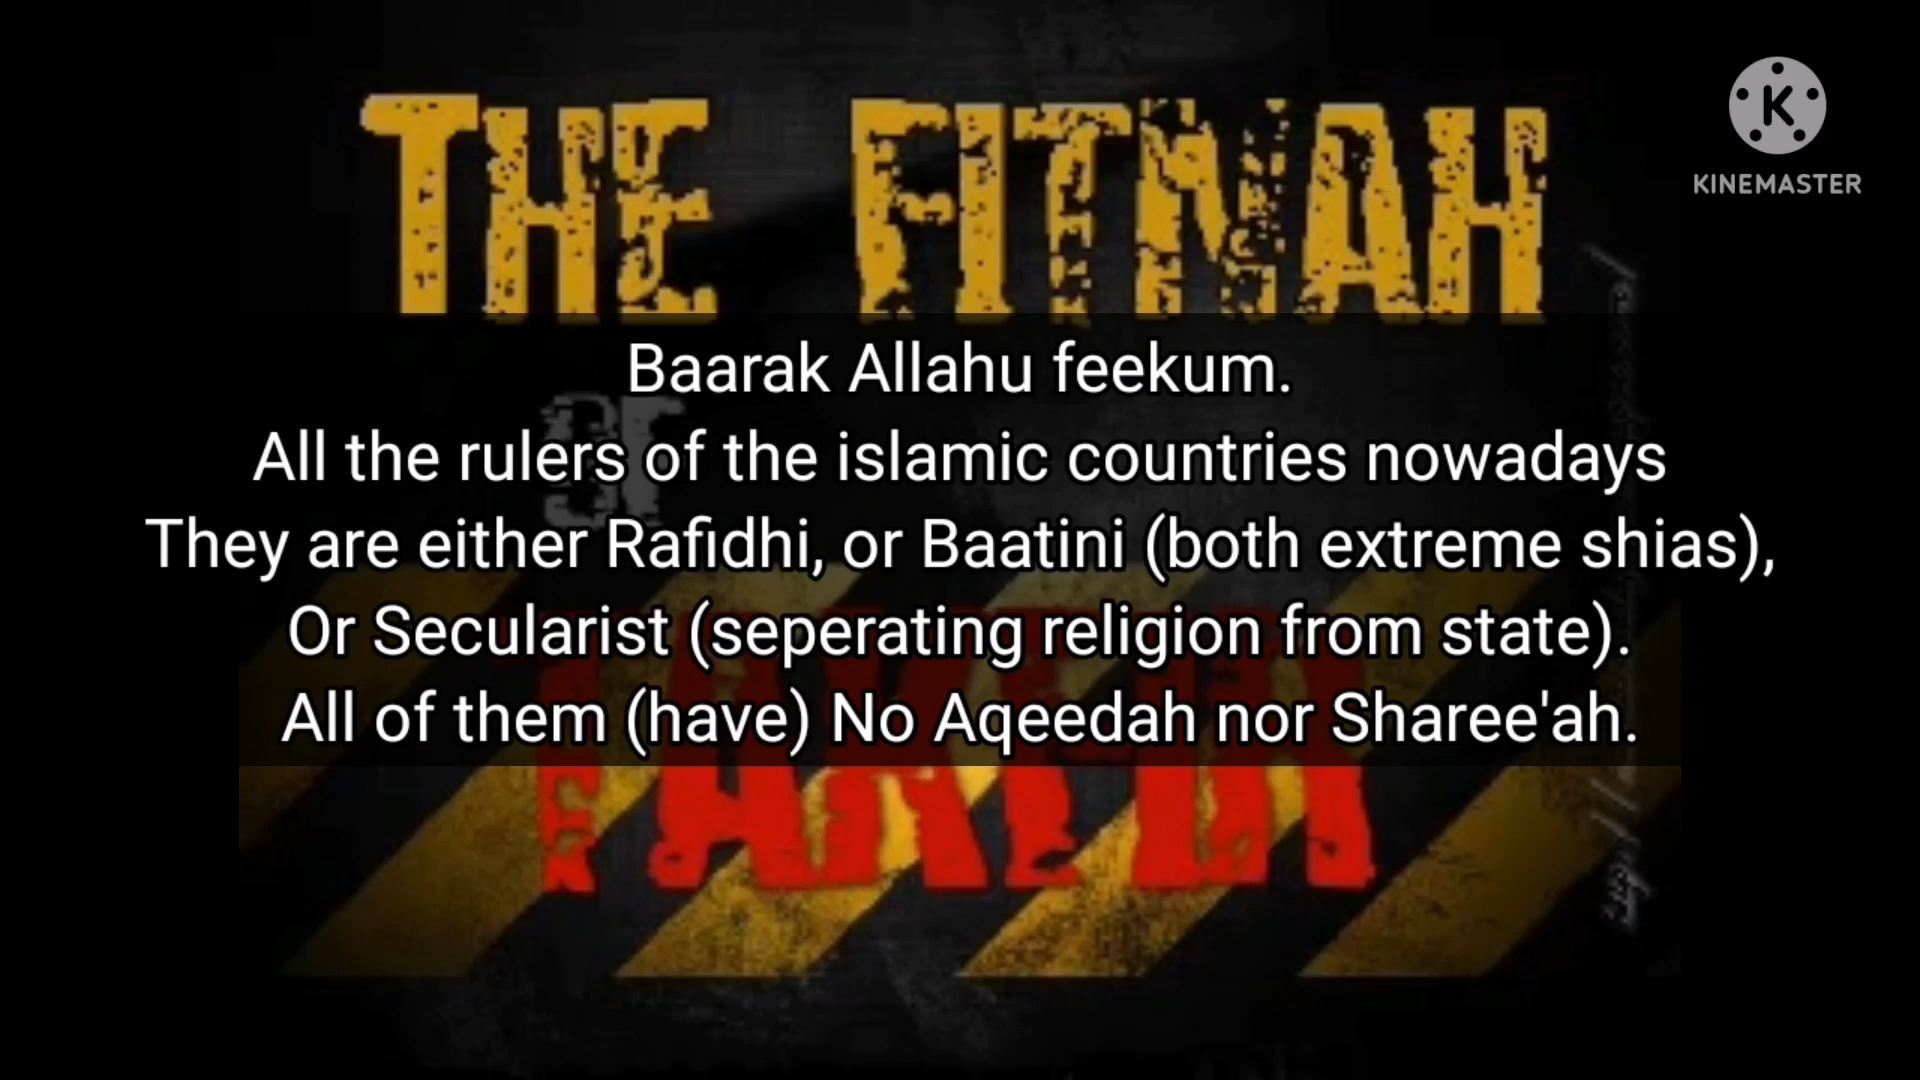 THE FITNAH
KINEMASTER
Baarak Allahu feekum.
OF
All the rulers of the islamic countries nowadays
They are either Rafidhi, or Baatini (both extreme shias),
Or Secularist (seperating religion from state).
All of them (have) No Aqeedah nor Sharee'ah.